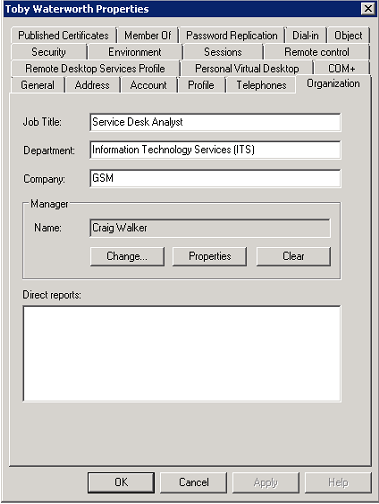 Toby Waterworth Properties
Published Certificates Member Of Password Replication Dial-in Object
Security Environment Sessions Remote control
Remote Desktop Services Profile Personal Virtual Desktop COM+
General Address Account Profile Telephones Organization
Job Title: Service Desk Analyst
Department: Information Technology Services (ITS)
Company: GSM
Manager
Name: Craig Walker
Change... Properties Clear
Direct reports:
OK Cancel Apply Help